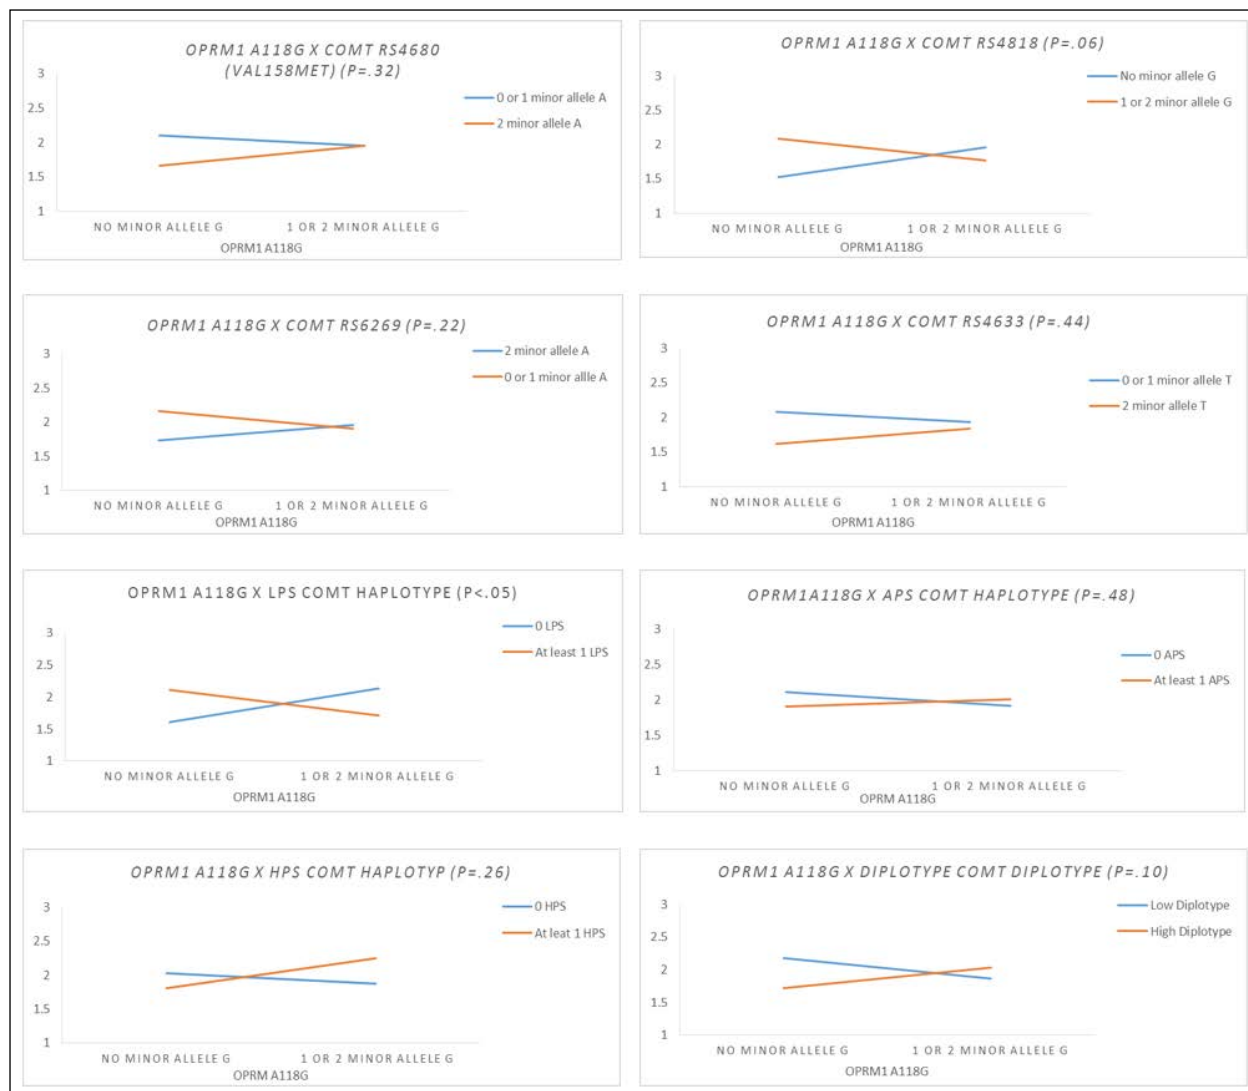 OPRM1 A118G X COMT RS4680
(VAL158MET) (P=.32)
3
2.5
2
1.5
1
0 or 1 minor allele A
2 minor allele A
NO MINOR ALLELE G
1 OR 2 MINOR ALLELE G
OPRM1 A118G
OPRM1 A118G X COMT RS4818 (P=.06)
3
2.5
2
1.5
1
No minor allele G
1 or 2 minor allele G
NO MINOR ALLELE G
1 OR 2 MINOR ALLELE G
OPRM1 A118G
OPRM1 A118G X COMT RS6269 (P=.22)
3
2.5
2
1.5
1
2 minor allele A
0 or 1 minor allle A
NO MINOR ALLELE G
1 OR 2 MINOR ALLELE G
OPRM1 A118G
OPRM1 A118G X COMT RS4633 (P=.44)
3
2.5
2
1.5
1
0 or 1 minor allele T
2 minor allele T
NO MINOR ALLELE G
1 OR 2 MINOR ALLELE G
OPRM1 A118G
OPRM1 A118G X LPS COMT HAPLOTYPE (P<.05)
3
2.5
2
1.5
1
0 LPS
At least 1 LPS
NO MINOR ALLELE G
1 OR 2 MINOR ALLELE G
OPRM1 A118G
OPRM1A118G X APS COMT HAPLOTYPE (P=.48)
3
2.5
2
1.5
1
0 APS
At least 1 APS
NO MINOR ALLELE G
1 OR 2 MINOR ALLELE G
OPRM A118G
OPRM1 A118G X HPS COMT HAPLOTYP (P=.26)
3
2.5
2
1.5
1
0 HPS
At leat 1 HPS
NO MINOR ALLELE G
1 OR 2 MINOR ALLELE G
OPRM A118G
OPRM1 A118G X DIPLOTYPE COMT DIPLOTYPE (P=.10)
3
2.5
2
1.5
1
Low Diplotype
High Diplotype
NO MINOR ALLELE G
1 OR 2 MINOR ALLELE G
OPRM1 A118G